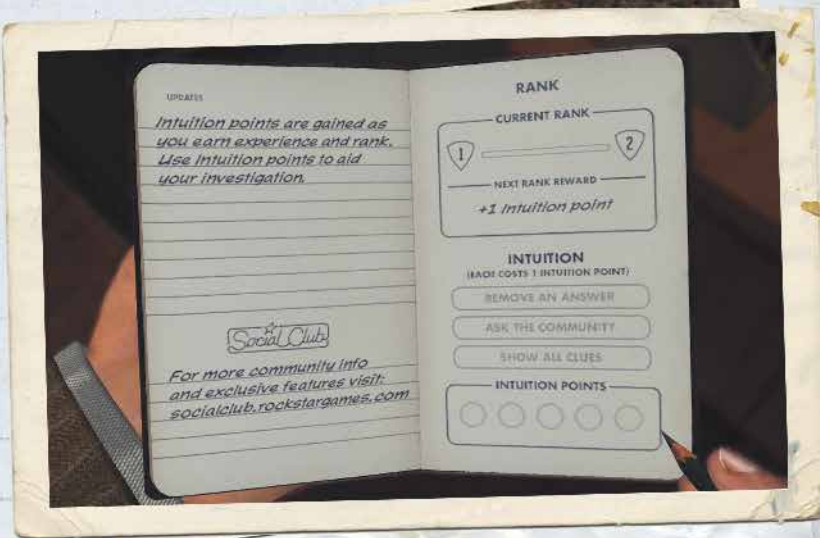 UPDATES
Intuition points are gained as
you earn experience and rank.
Use Intuition points to aid
your investigation.
Social Club
For more community info
and exclusive features visit:
socialclub.rockstargames.com
RANK
CURRENT RANK
1
2
NEXT RANK REWARD
+1 Intuition point
INTUITION
(EACH COSTS 1 INTUITION POINT)
REMOVE AN ANSWER
ASK THE COMMUNITY
SHOW ALL CLUES
INTUITION POINTS